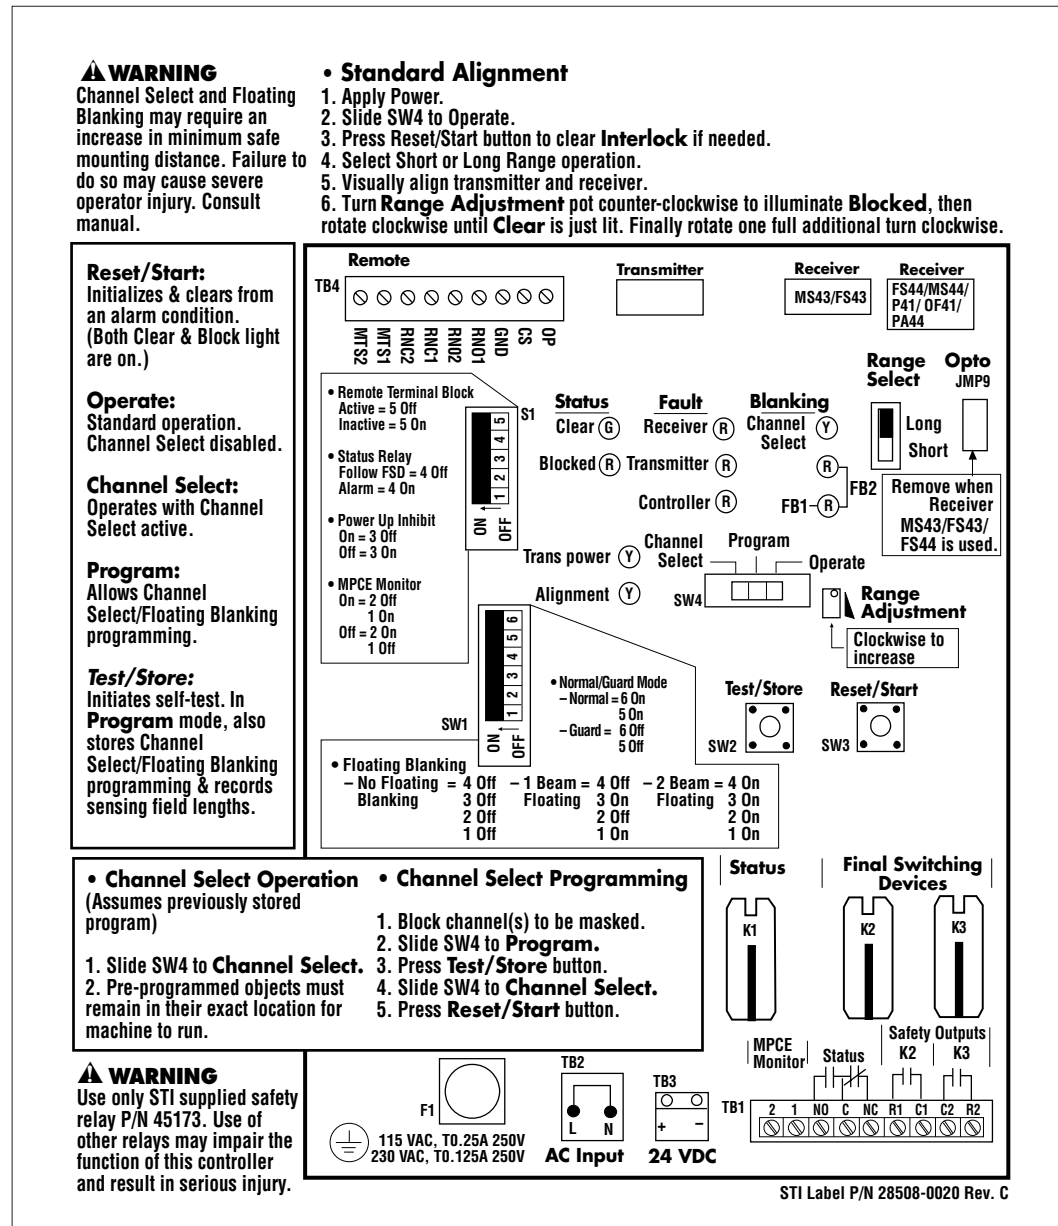 WARNING
Channel Select and Floating
Blanking may require an
increase in minimum safe
mounting distance. Failure to
do so may cause severe
operator injury. Consult
manual.
• Standard Alignment
1. Apply Power.
2. Slide SW4 to Operate.
3. Press Reset/Start button to clear Interlock if needed.
4. Select Short or Long Range operation.
5. Visually align transmitter and receiver.
6. Turn Range Adjustment pot counter-clockwise to illuminate Blocked, then
rotate clockwise until Clear is just lit. Finally rotate one full additional turn clockwise.
Reset/Start:
Initializes & clears from
an alarm condition.
(Both Clear & Block light
are on.)
Operate:
Standard operation.
Channel Select disabled.
Channel Select:
Operates with Channel
Select active.
Program:
Allows Channel
Select/Floating Blanking
programming.
Test/Store:
Initiates self-test. In
Program mode, also
stores Channel
Select/Floating Blanking
programming & records
sensing field lengths.
Remote
TB4
MTS2 MTS1 RNC2 RNC1 RNO2 RNO1 GND CS OP
Transmitter
Receiver
MS43/FS43
Receiver
FS44/MS44/
P41/ OF41/
PA44
Range
Select
Long
Short
Opto
JMP9
Remove when
Receiver
MS43/FS43/
FS44 is used.
• Remote Terminal Block
Active = 5 Off
Inactive = 5 On
• Status Relay
Follow FSD = 4 Off
Alarm = 4 On
• Power Up Inhibit
On = 3 Off
Off = 3 On
• MPCE Monitor
On = 2 Off
1 On
Off = 2 On
1 Off
S1
1 2 3 4 5
ON OFF
Status
Clear G
Blocked R
Fault
Receiver R
Transmitter R
Controller R
Blanking
Channel
Select Y
R
FB1 R
FB2
Trans power Y
Alignment Y
Channel
Select
Program
Operate
SW4
Range
Adjustment
Clockwise to
increase
SW1
1 2 3 4 5 6
ON OFF
• Normal/Guard Mode
– Normal = 6 On
5 On
– Guard = 6 Off
5 Off
Test/Store
SW2
Reset/Start
SW3
• Floating Blanking
– No Floating = 4 Off – 1 Beam = 4 Off – 2 Beam = 4 On
Blanking 3 Off Floating 3 On Floating 3 On
2 Off 2 Off 2 On
1 Off 1 On 1 On
• Channel Select Operation
(Assumes previously stored
program)
1. Slide SW4 to Channel Select.
2. Pre-programmed objects must
remain in their exact location for
machine to run.
• Channel Select Programming
1. Block channel(s) to be masked.
2. Slide SW4 to Program.
3. Press Test/Store button.
4. Slide SW4 to Channel Select.
5. Press Reset/Start button.
Status
K1
Final Switching
Devices
K2
K3
WARNING
Use only STI supplied safety
relay P/N 45173. Use of
other relays may impair the
function of this controller
and result in serious injury.
F1
115 VAC, T0.25A 250V
230 VAC, T0.125A 250V
TB2
L N
AC Input
TB3
+ –
24 VDC
MPCE
Monitor
Status
Safety Outputs
K2 K3
TB1
2 1 NO C NC R1 C1 C2 R2
STI Label P/N 28508-0020 Rev. C